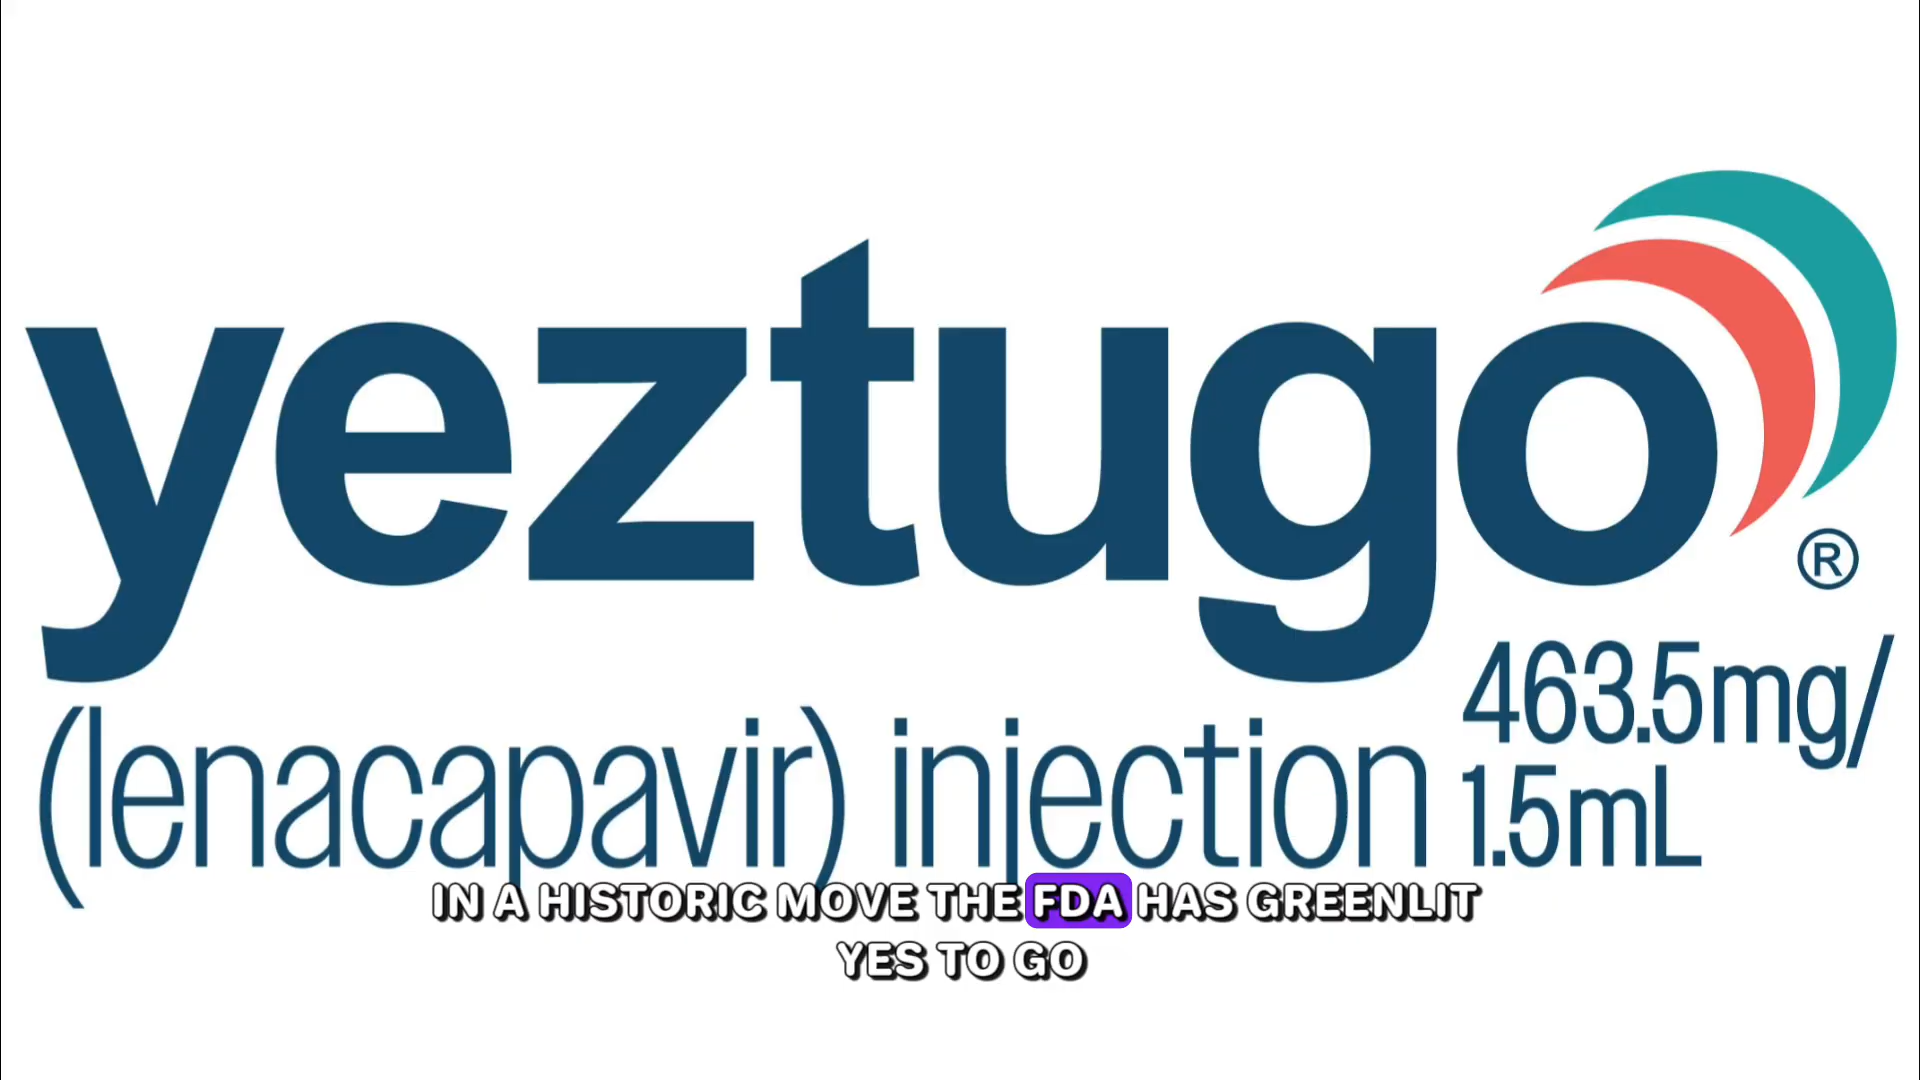 yeztugo®
(lenacapavir) injection 463.5mg/
1.5mL
IN A HISTORIC MOVE THE FDA HAS GREENLIT
YES TO GO